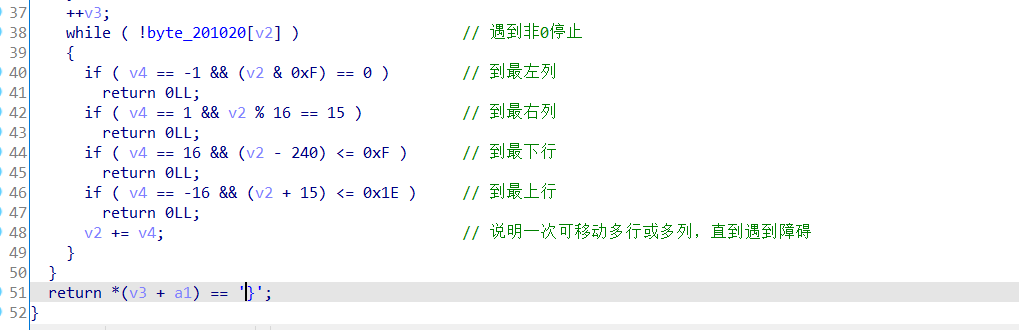 37 ++v3;
38 while ( !byte_201020[v2] ) // 遇到非0停止
39 {
40 if ( v4 == -1 && (v2 & 0xF) == 0 ) // 到最左列
41 return 0LL;
42 if ( v4 == 1 && v2 % 16 == 15 ) // 到最右列
43 return 0LL;
44 if ( v4 == 16 && (v2 - 240) <= 0xF ) // 到最下行
45 return 0LL;
46 if ( v4 == -16 && (v2 + 15) <= 0x1E ) // 到最上行
47 return 0LL;
48 v2 += v4; // 说明一次可移动多行或多列，直到遇到障碍
49 }
50 }
51 return *(v3 + a1) == '}';
52 }